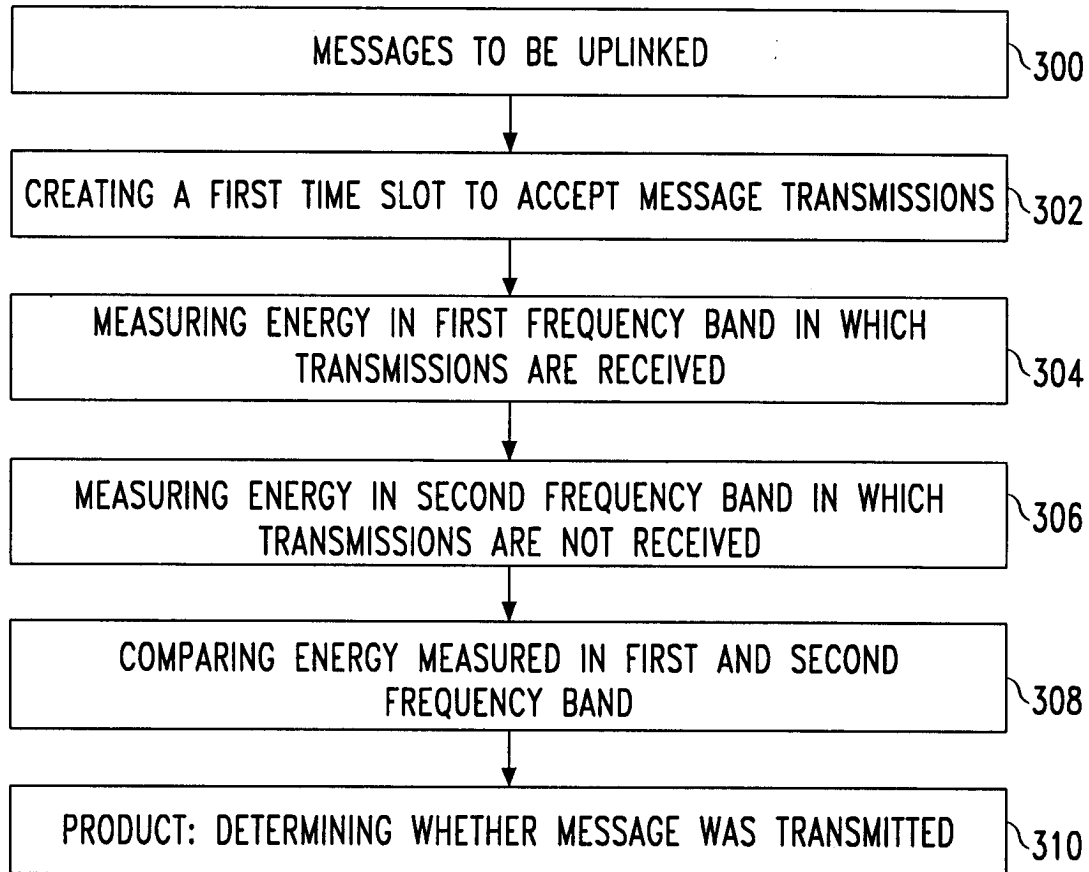 MESSAGES TO BE UPLINKED
300
CREATING A FIRST TIME SLOT TO ACCEPT MESSAGE TRANSMISSIONS
302
MEASURING ENERGY IN FIRST FREQUENCY BAND IN WHICH
TRANSMISSIONS ARE RECEIVED
304
MEASURING ENERGY IN SECOND FREQUENCY BAND IN WHICH
TRANSMISSIONS ARE NOT RECEIVED
306
COMPARING ENERGY MEASURED IN FIRST AND SECOND
FREQUENCY BAND
308
PRODUCT: DETERMINING WHETHER MESSAGE WAS TRANSMITTED
310